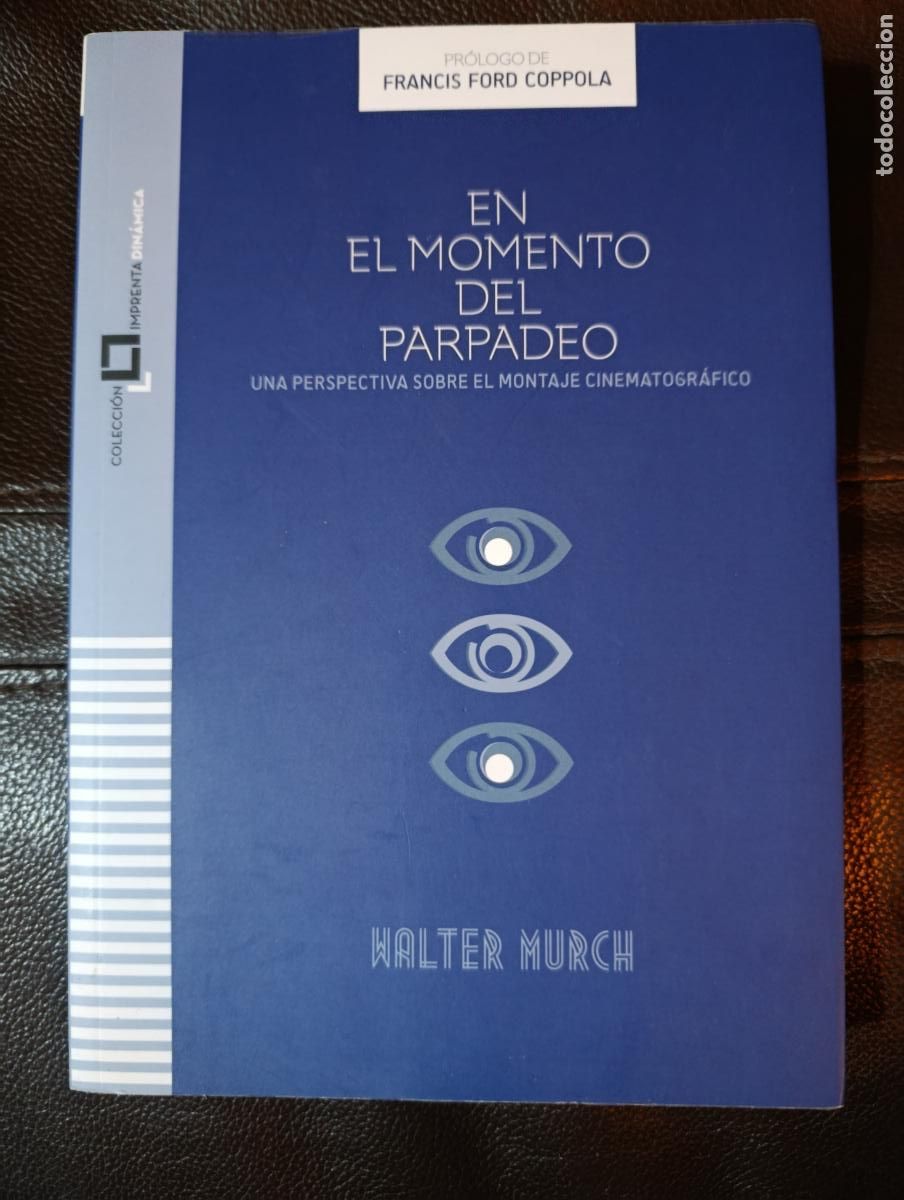 PRÓLOGO DE
FRANCIS FORD COPPOLA
EN
EL MOMENTO
DEL
PARPADEO
UNA PERSPECTIVA SOBRE EL MONTAJE CINEMATOGRÁFICO
WALTER MURCH
COLECCIÓN IMPRENTA DINÁMICA
todocoleccion